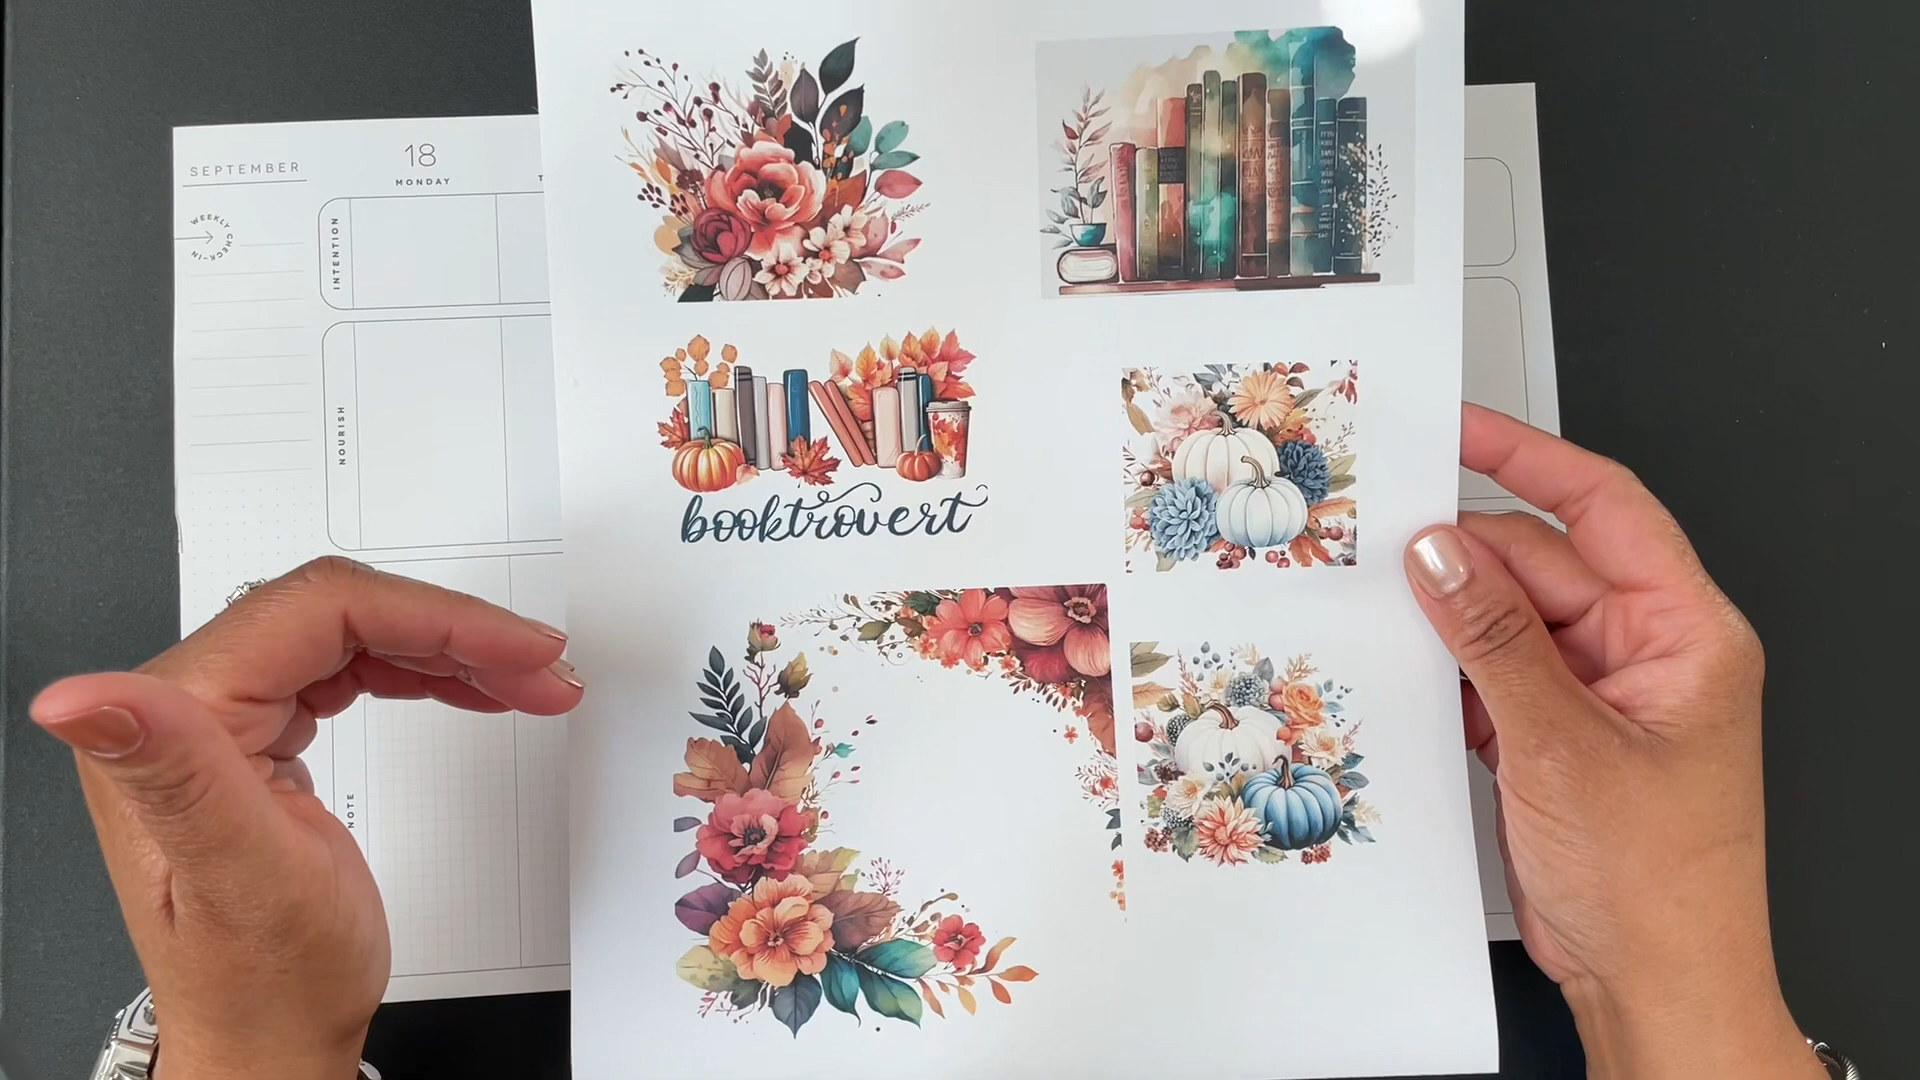 SEPTEMBER
18
MONDAY
T
WEEKLY CHECK-IN
INTENTION
NOURISH
NOTE
booktrovert